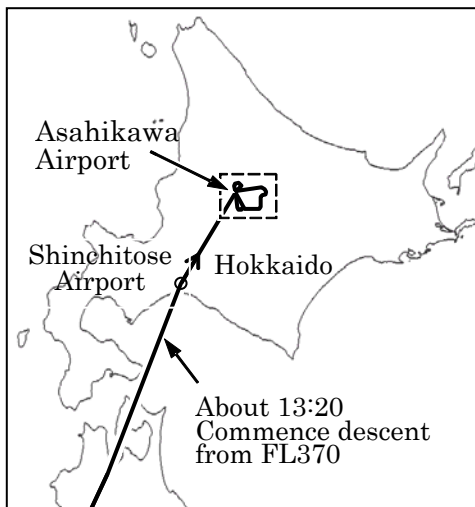 Asahikawa
Airport
Shinchitose
Airport
Hokkaido
About 13:20
Commence descent
from FL370